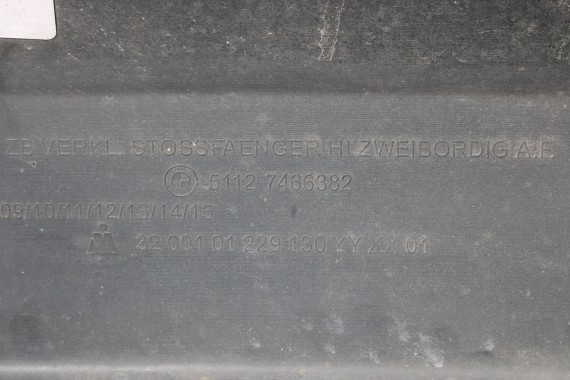 ZB VERKL. STOSSFAENGER HI ZWEIBORDIG A.F.
5112 7466382
09/10/11/12/13/14/15
32 001 01 229 130 YY XX 01